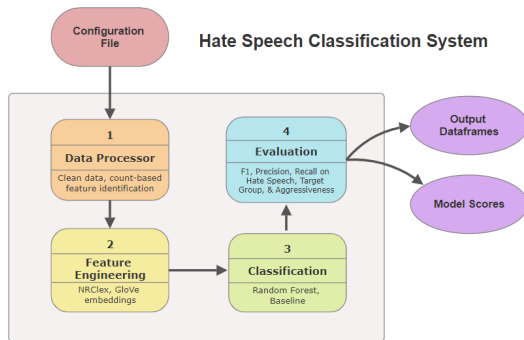 Configuration
File
Hate Speech Classification System
1
Data Processor
Clean data, count-based
feature identification
2
Feature
Engineering
NRClex, GloVe
embeddings
3
Classification
Random Forest,
Baseline
4
Evaluation
F1, Precision, Recall on
Hate Speech, Target
Group, & Aggressiveness
Output
Dataframes
Model Scores